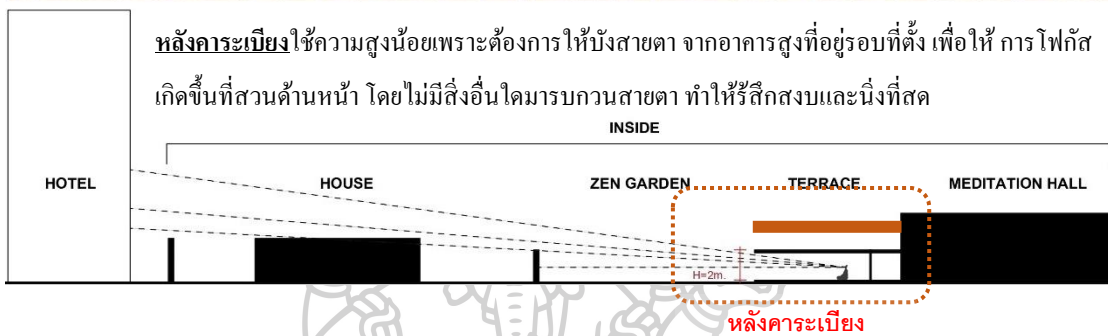 หลังคาระเบียงใช้ความสูงน้อยเพราะต้องการให้บังสายตา จากอาคารสูงที่อยู่รอบที่ตั้ง เพื่อให้ การโฟกัส
เกิดขึ้นที่สวนด้านหน้า โดยไม่มีสิ่งอื่นใดมารบกวนสายตา ทำให้รู้สึกสงบและนิ่งที่สด
INSIDE
HOTEL HOUSE ZEN GARDEN TERRACE MEDITATION HALL
H=2m.
หลังคาระเบียง